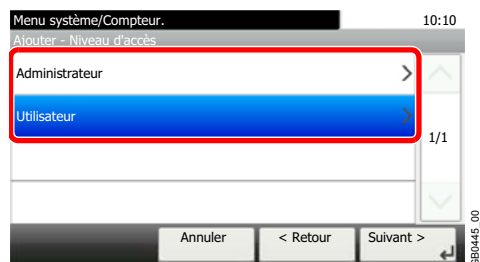 Menu système/Compteur. 10:10
Ajouter - Niveau d'accès
Administrateur
Utilisateur
1/1
Annuler < Retour Suivant >
GB0445_00